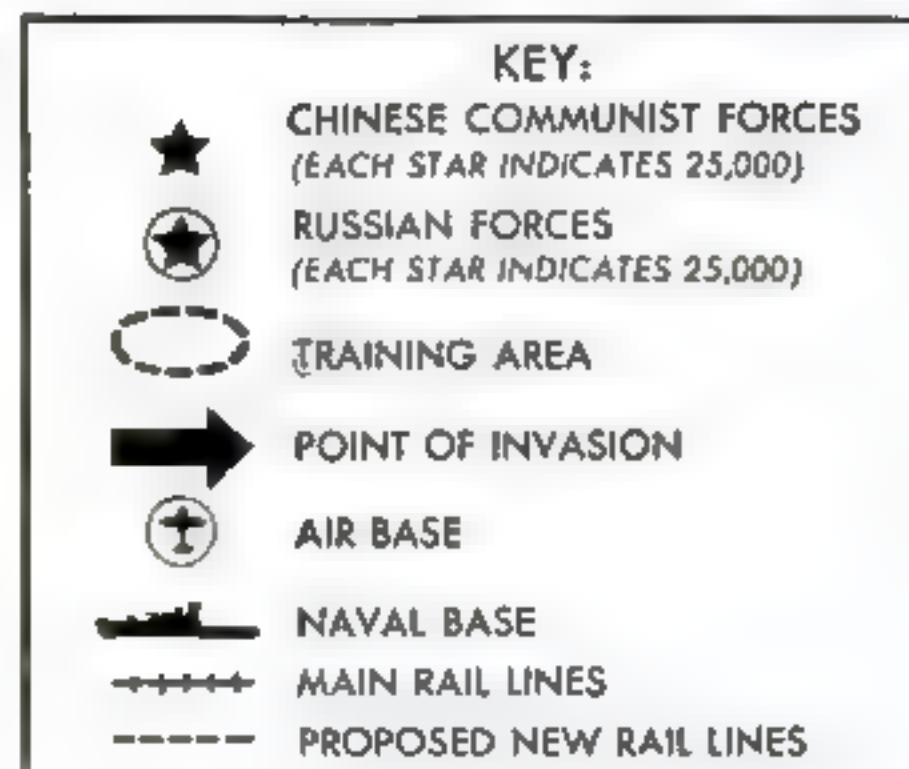 KEY:
CHINESE COMMUNIST FORCES
(EACH STAR INDICATES 25,000)
RUSSIAN FORCES
(EACH STAR INDICATES 25,000)
TRAINING AREA
POINT OF INVASION
AIR BASE
NAVAL BASE
MAIN RAIL LINES
PROPOSED NEW RAIL LINES